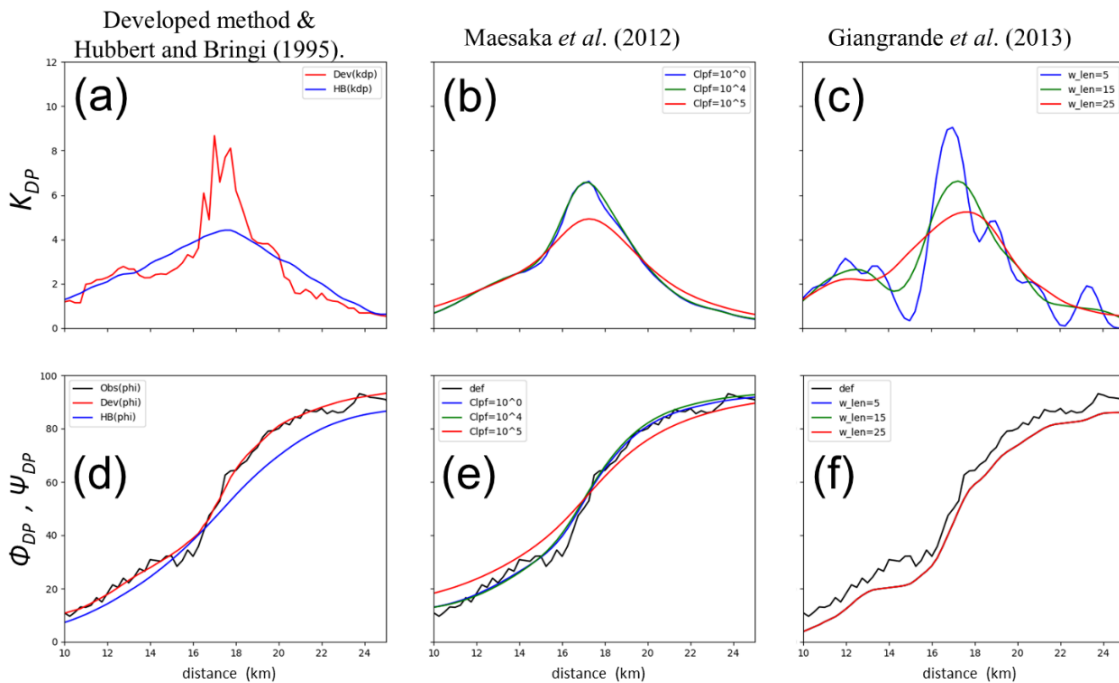 Developed method &
Hubbert and Bringi (1995).
Maesaka et al. (2012)
Giangrande et al. (2013)
12
10
8
6
4
2
0
K_DP
(a)
Dev(kdp)
HB(kdp)
(b)
Clpf=10^0
Clpf=10^4
Clpf=10^5
(c)
w_len=5
w_len=15
w_len=25
100
80
60
40
20
0
Φ_DP , Ψ_DP
(d)
Obs(phi)
Dev(phi)
HB(phi)
10 12 14 16 18 20 22 24
distance (km)
(e)
def
Clpf=10^0
Clpf=10^4
Clpf=10^5
10 12 14 16 18 20 22 24
distance (km)
(f)
def
w_len=5
w_len=15
w_len=25
10 12 14 16 18 20 22 24
distance (km)